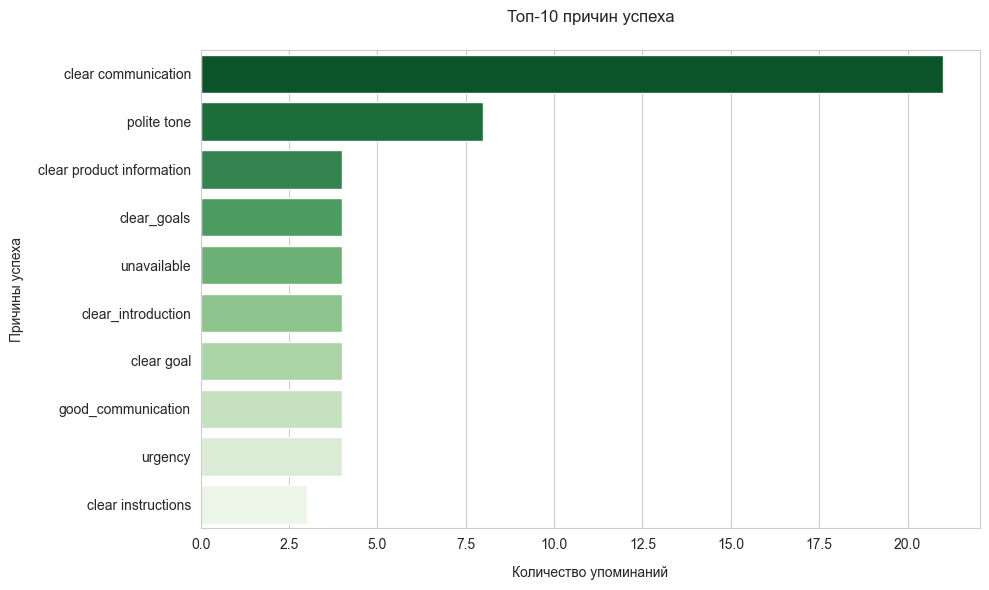 Топ-10 причин успеха
Причины успеха
clear communication
polite tone
clear product information
clear_goals
unavailable
clear_introduction
clear goal
good_communication
urgency
clear instructions
0.0 2.5 5.0 7.5 10.0 12.5 15.0 17.5 20.0
Количество упоминаний